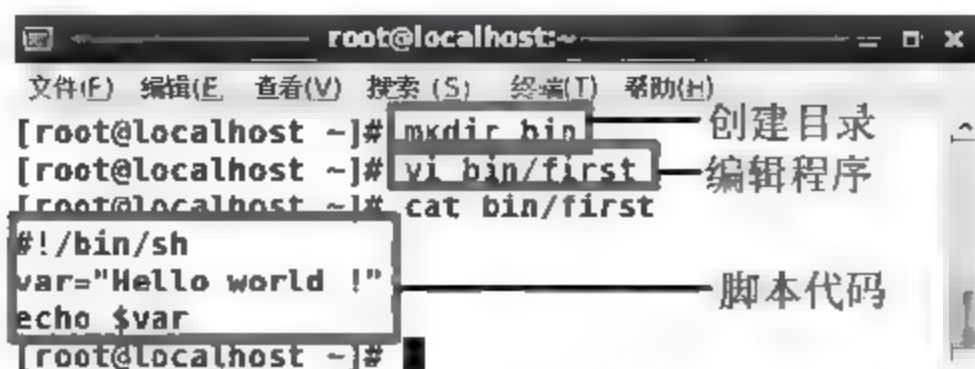 root@localhost:~
文件(F) 编辑(E 查看(V) 搜索 (S) 终端(T) 帮助(H)
[root@localhost ~]# mkdir bin 创建目录
[root@localhost ~]# vi bin/first 编辑程序
[root@localhost ~]# cat bin/first
#!/bin/sh
var="Hello world !"
echo $var 脚本代码
[root@localhost ~]#